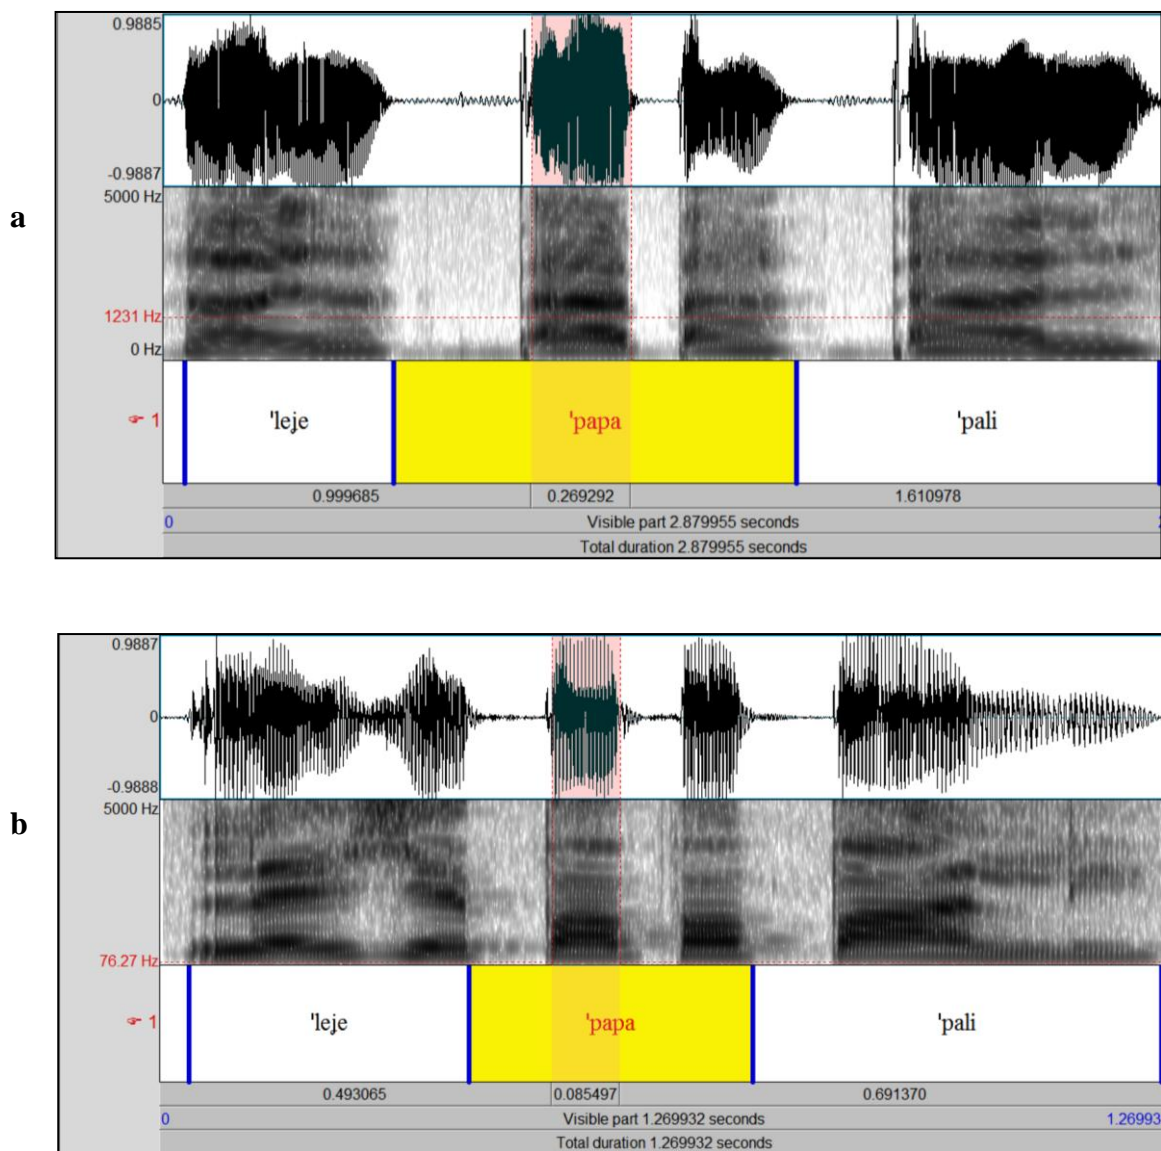 0.9885
0
-0.9887
5000 Hz
a
1231 Hz
0 Hz
☞ 1
'leje
'papa
'pali
0.999685
0.269292
1.610978
0
Visible part 2.879955 seconds
Total duration 2.879955 seconds
0.9887
0
-0.9888
5000 Hz
b
76.27 Hz
☞ 1
'leje
'papa
'pali
0.493065
0.085497
0.691370
0
Visible part 1.269932 seconds
1.26993
Total duration 1.269932 seconds